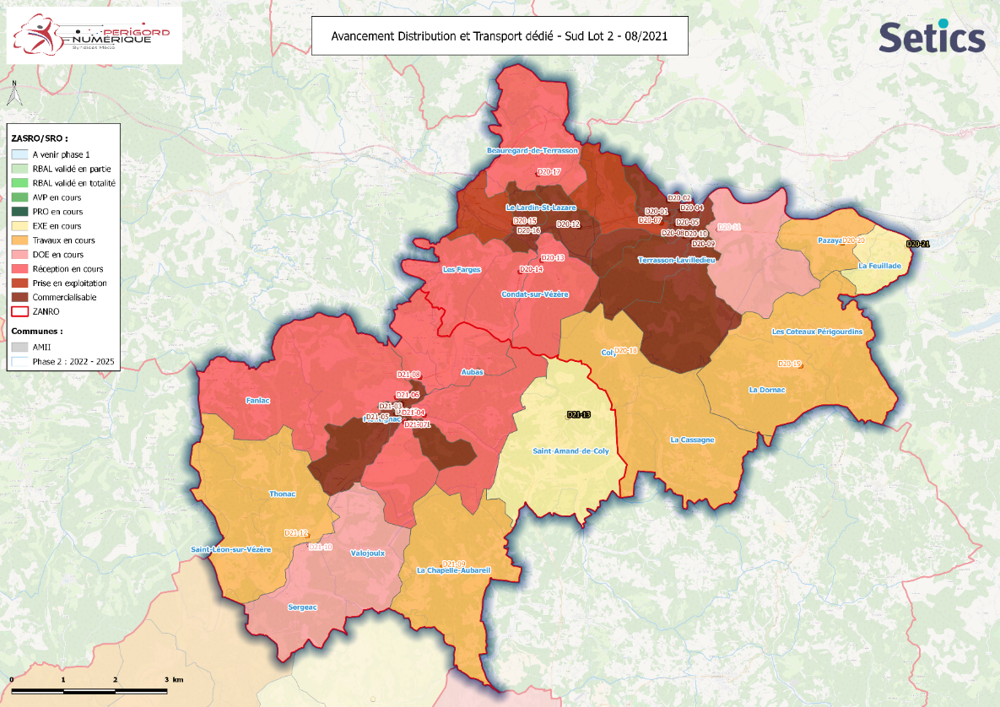 PERIGORD
NUMÉRIQUE
Syndicat Mixte
Avancement Distribution et Transport dédié - Sud Lot 2 - 08/2021
Setics
N
ZASRO/SRO :
A venir phase 1
RBAL validé en partie
RBAL validé en totalité
AVP en cours
PRO en cours
EXE en cours
Travaux en cours
DOE en cours
Réception en cours
Prise en exploitation
Commercialisable
ZANRO
Communes :
AMII
Phase 2 : 2022 - 2025
Beauregard-de-Terrasson
D20-17
D20-02
Le Lardin-St-Lazare
D20-04
D20-01
D20-15
D20-07
D20-05
D20-12
D20-11
D20-16
D20-08
D20-10
D20-09
Pazaya
D20-20
D20-21
D20-13
Terrasson-Lavilledieu
La Feuillade
Les Farges
D20-14
Condat-sur-Vézère
Les Coteaux Périgourdins
Coly
D20-18
D20-19
Aubas
D21-08
La Dornac
D21-06
Fanlac
D21-03
D21-04
D21-05
D21-13
D21-07
La Cassagne
Saint-Amand-de-Coly
Thonac
D21-12
D21-10
Saint-Léon-sur-Vézère
Valojoulx
D21-09
La Chapelle-Aubareil
Sergeac
0 1 2 3 km